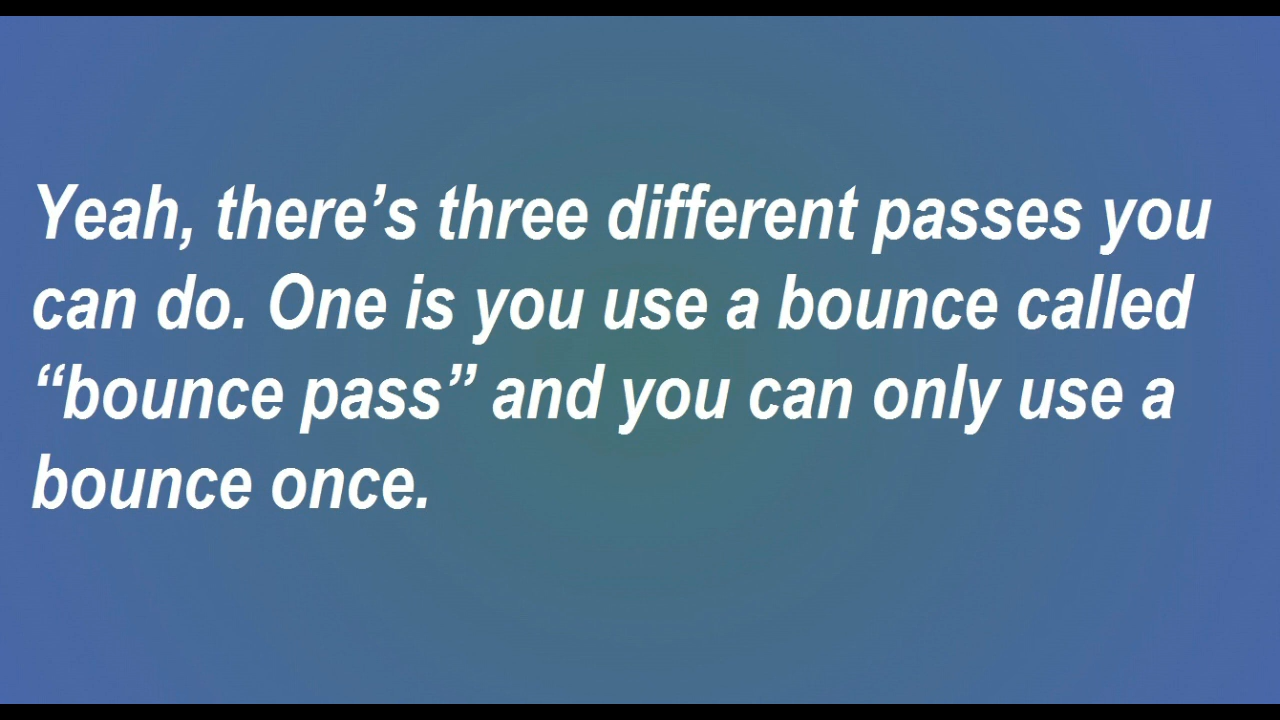 Yeah, there’s three different passes you
can do. One is you use a bounce called
“bounce pass” and you can only use a
bounce once.